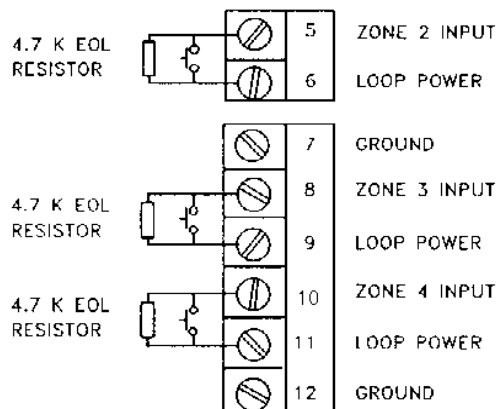 4.7 K EOL
RESISTOR
5 ZONE 2 INPUT
6 LOOP POWER
7 GROUND
4.7 K EOL
RESISTOR
8 ZONE 3 INPUT
9 LOOP POWER
4.7 K EOL
RESISTOR
10 ZONE 4 INPUT
11 LOOP POWER
12 GROUND